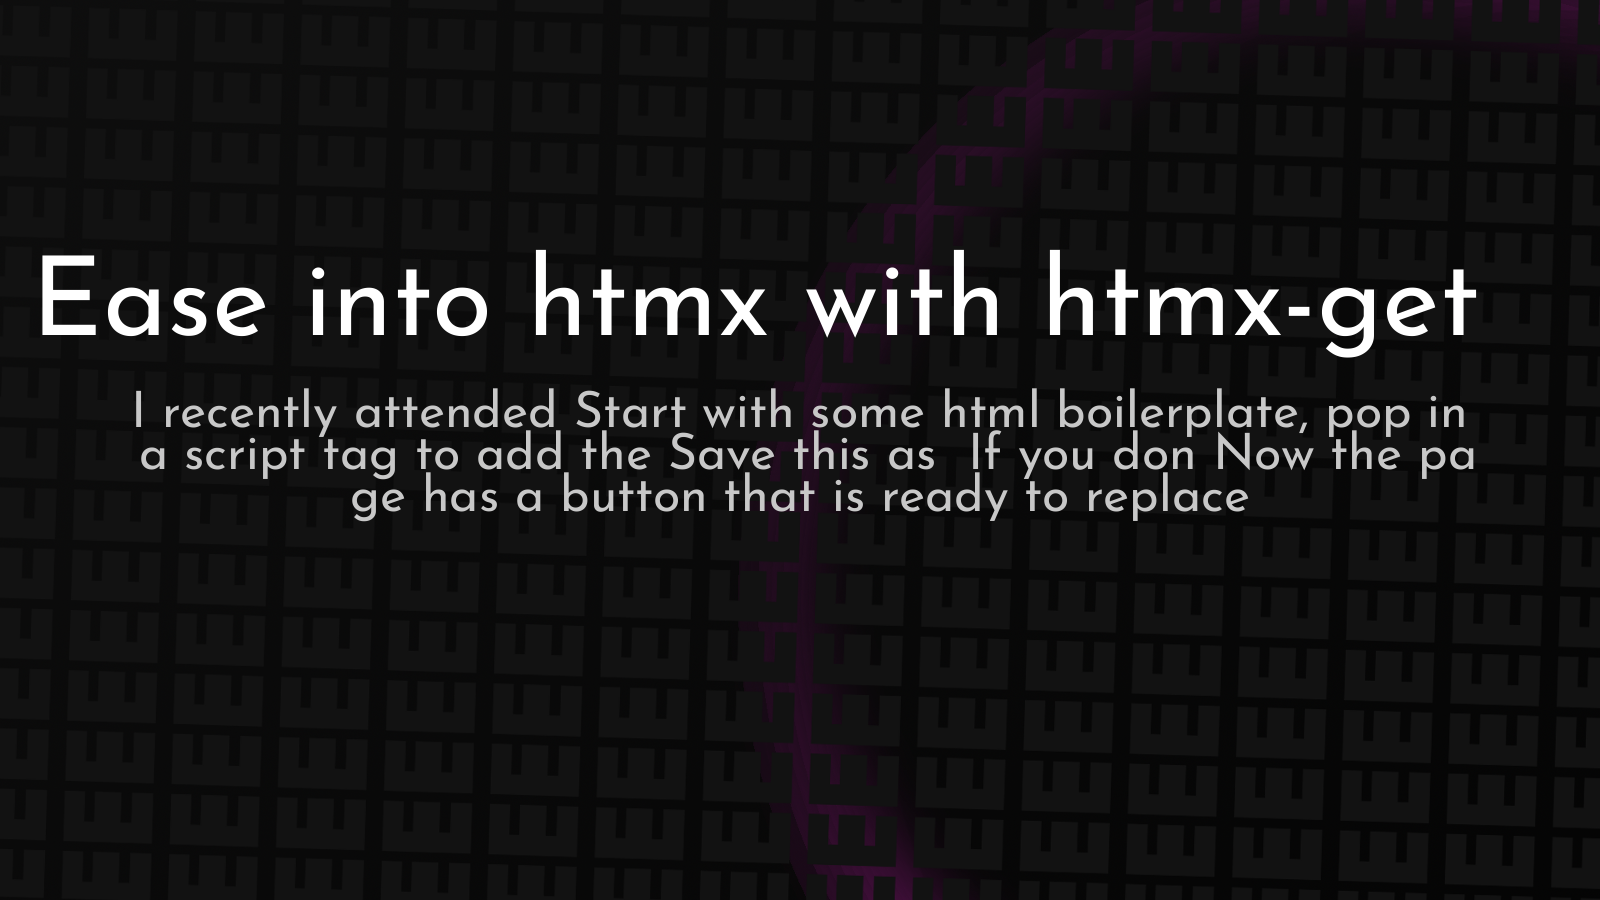 Ease into htmx with htmx-get
I recently attended Start with some html boilerplate, pop in
a script tag to add the Save this as  If you don Now the pa
ge has a button that is ready to replace